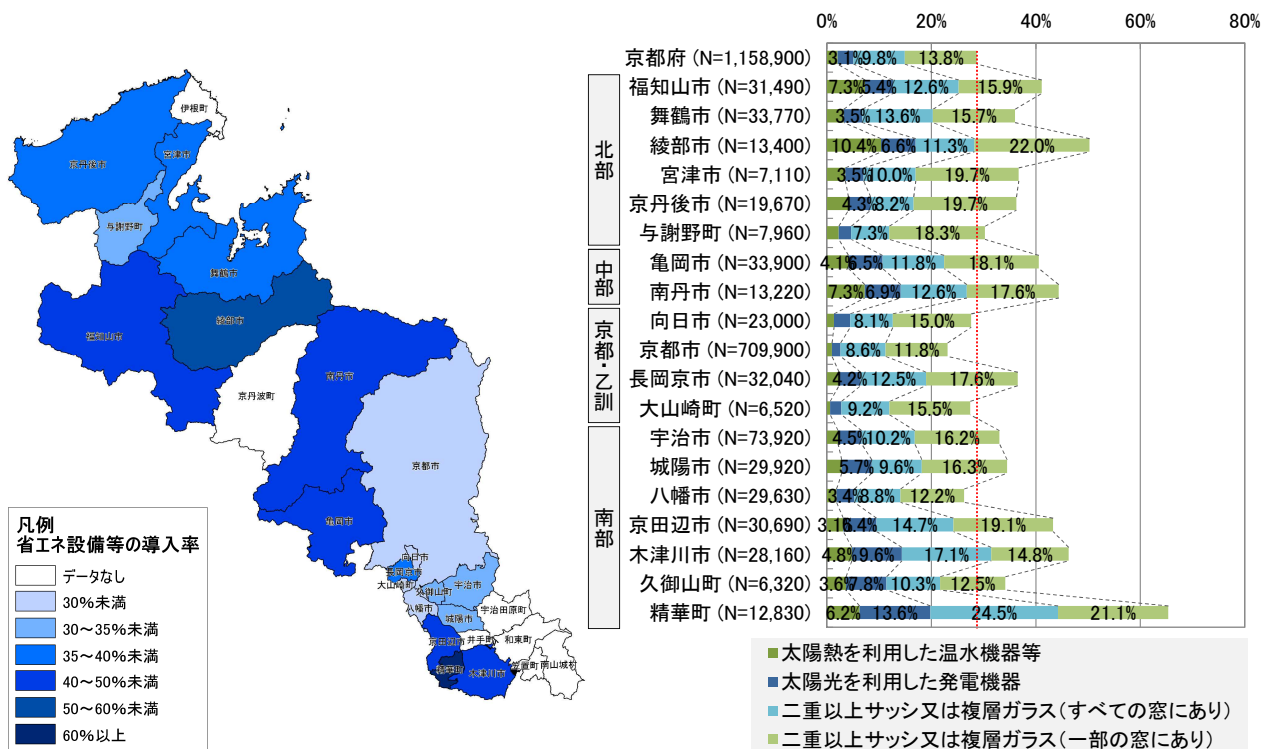 伊根町
京丹後市
宮津市
与謝野町
舞鶴市
綾部市
福知山市
南丹市
京丹波町
京都市
亀岡市
向日市
長岡京市
大山崎町
久御山町
宇治市
八幡市
城陽市
宇治田原町
京田辺市
井手町
和東町
精華町
木津川市
笠置町
南山城村
凡例
省エネ設備等の導入率
データなし
30%未満
30～35%未満
35～40%未満
40～50%未満
50～60%未満
60%以上
0% 20% 40% 60% 80%
京都府 (N=1,158,900) 3.1% 9.8% 13.8%
北部
福知山市 (N=31,490) 7.3% 5.4% 12.6% 15.9%
舞鶴市 (N=33,770) 3.5% 13.6% 15.7%
綾部市 (N=13,400) 10.4% 6.6% 11.3% 22.0%
宮津市 (N=7,110) 3.5% 10.0% 19.7%
京丹後市 (N=19,670) 4.3% 8.2% 19.7%
与謝野町 (N=7,960) 7.3% 18.3%
中部
亀岡市 (N=33,900) 4.1% 6.5% 11.8% 18.1%
南丹市 (N=13,220) 7.3% 6.9% 12.6% 17.6%
京都・乙訓
向日市 (N=23,000) 8.1% 15.0%
京都市 (N=709,900) 8.6% 11.8%
長岡京市 (N=32,040) 4.2% 12.5% 17.6%
大山崎町 (N=6,520) 9.2% 15.5%
南部
宇治市 (N=73,920) 4.5% 10.2% 16.2%
城陽市 (N=29,920) 5.7% 9.6% 16.3%
八幡市 (N=29,630) 3.4% 8.8% 12.2%
京田辺市 (N=30,690) 3.1% 6.4% 14.7% 19.1%
木津川市 (N=28,160) 4.8% 9.6% 17.1% 14.8%
久御山町 (N=6,320) 3.6% 7.8% 10.3% 12.5%
精華町 (N=12,830) 6.2% 13.6% 24.5% 21.1%
太陽熱を利用した温水機器等
太陽光を利用した発電機器
二重以上サッシ又は複層ガラス(すべての窓にあり)
二重以上サッシ又は複層ガラス(一部の窓にあり)